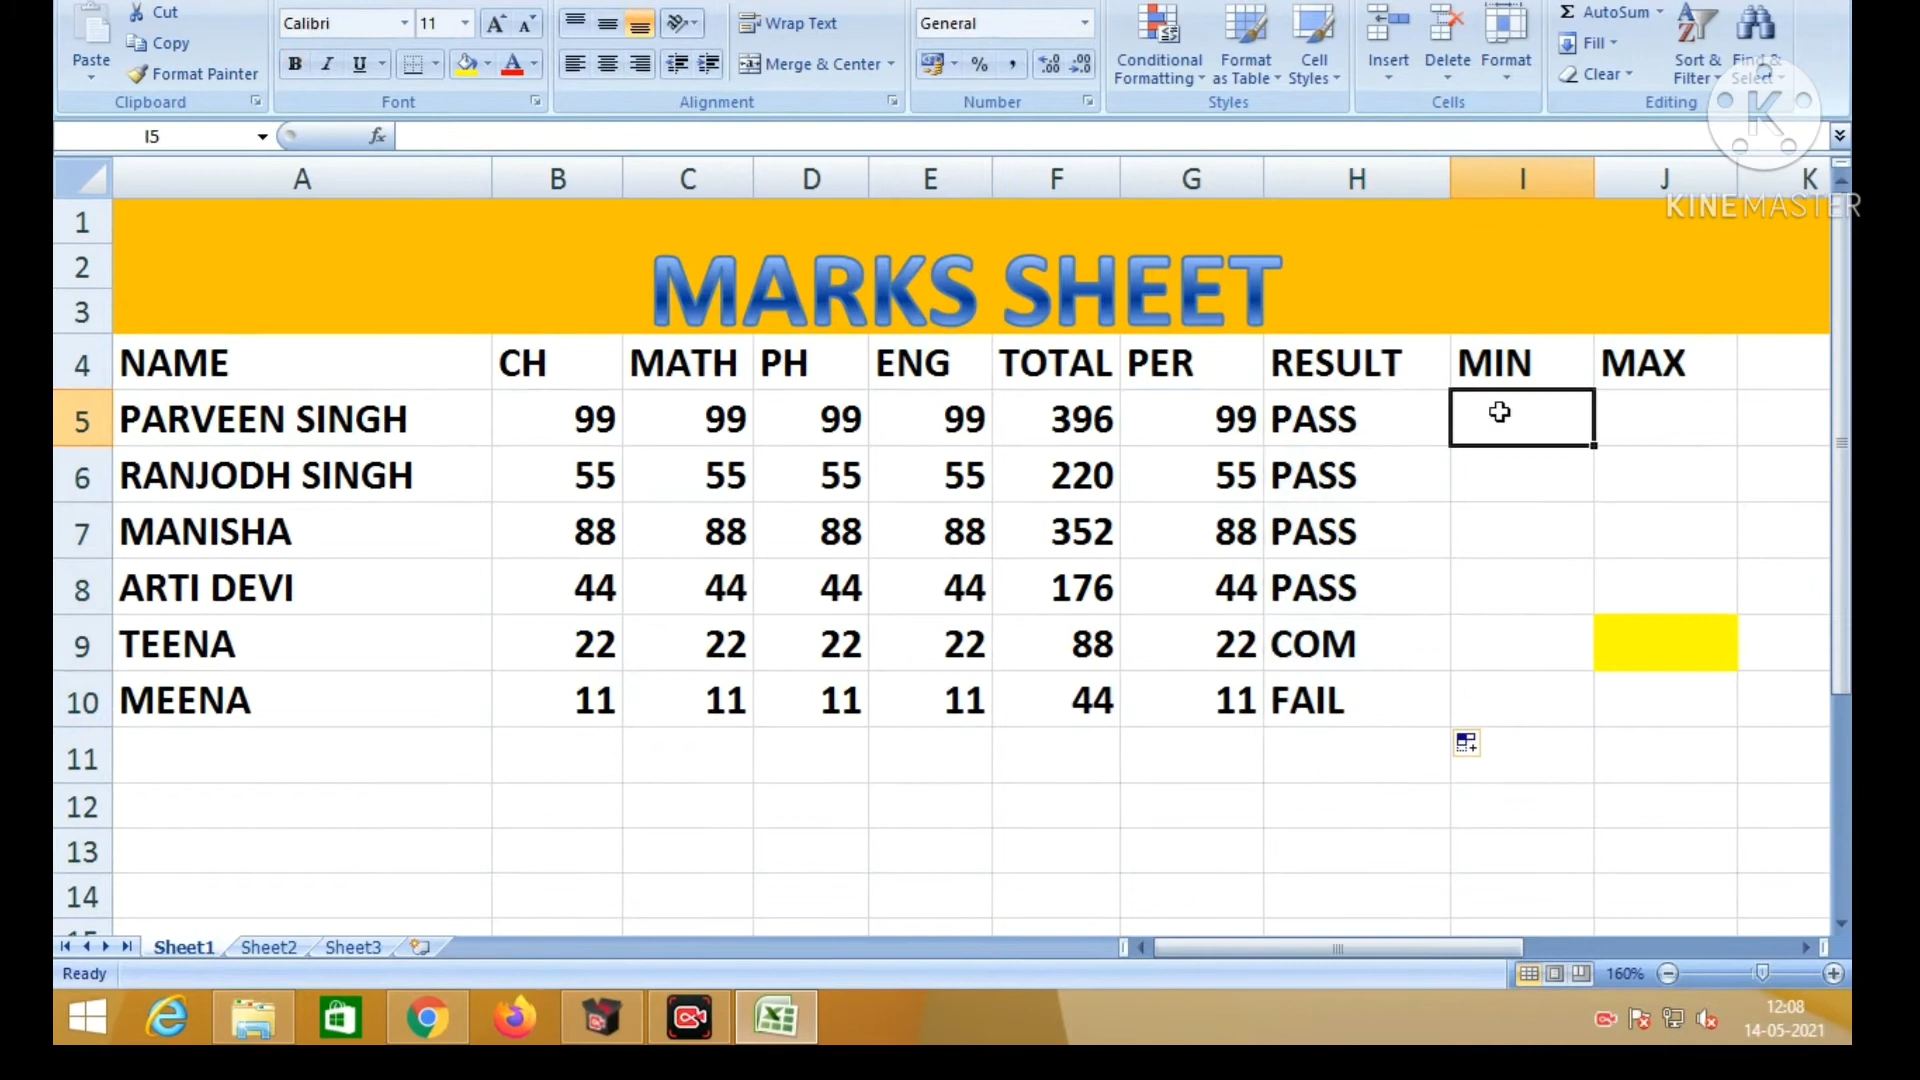 Cut Calibri 11 Wrap Text General AutoSum
Copy Fill
Paste Format Painter B I U Merge & Center % , Conditional Formatting Format as Table Cell Styles Insert Delete Format Clear Sort & Filter Find & Select
Clipboard Font Alignment Number Styles Cells Editing
I5 fx
K
KINEMASTER
A B C D E F G H I J K
1
2
3
MARKS SHEET
4 NAME CH MATH PH ENG TOTAL PER RESULT MIN MAX
5 PARVEEN SINGH 99 99 99 99 396 99 PASS
6 RANJODH SINGH 55 55 55 55 220 55 PASS
7 MANISHA 88 88 88 88 352 88 PASS
8 ARTI DEVI 44 44 44 44 176 44 PASS
9 TEENA 22 22 22 22 88 22 COM
10 MEENA 11 11 11 11 44 11 FAIL
11
12
13
14
Sheet1 Sheet2 Sheet3
Ready 160%
12:08
14-05-2021